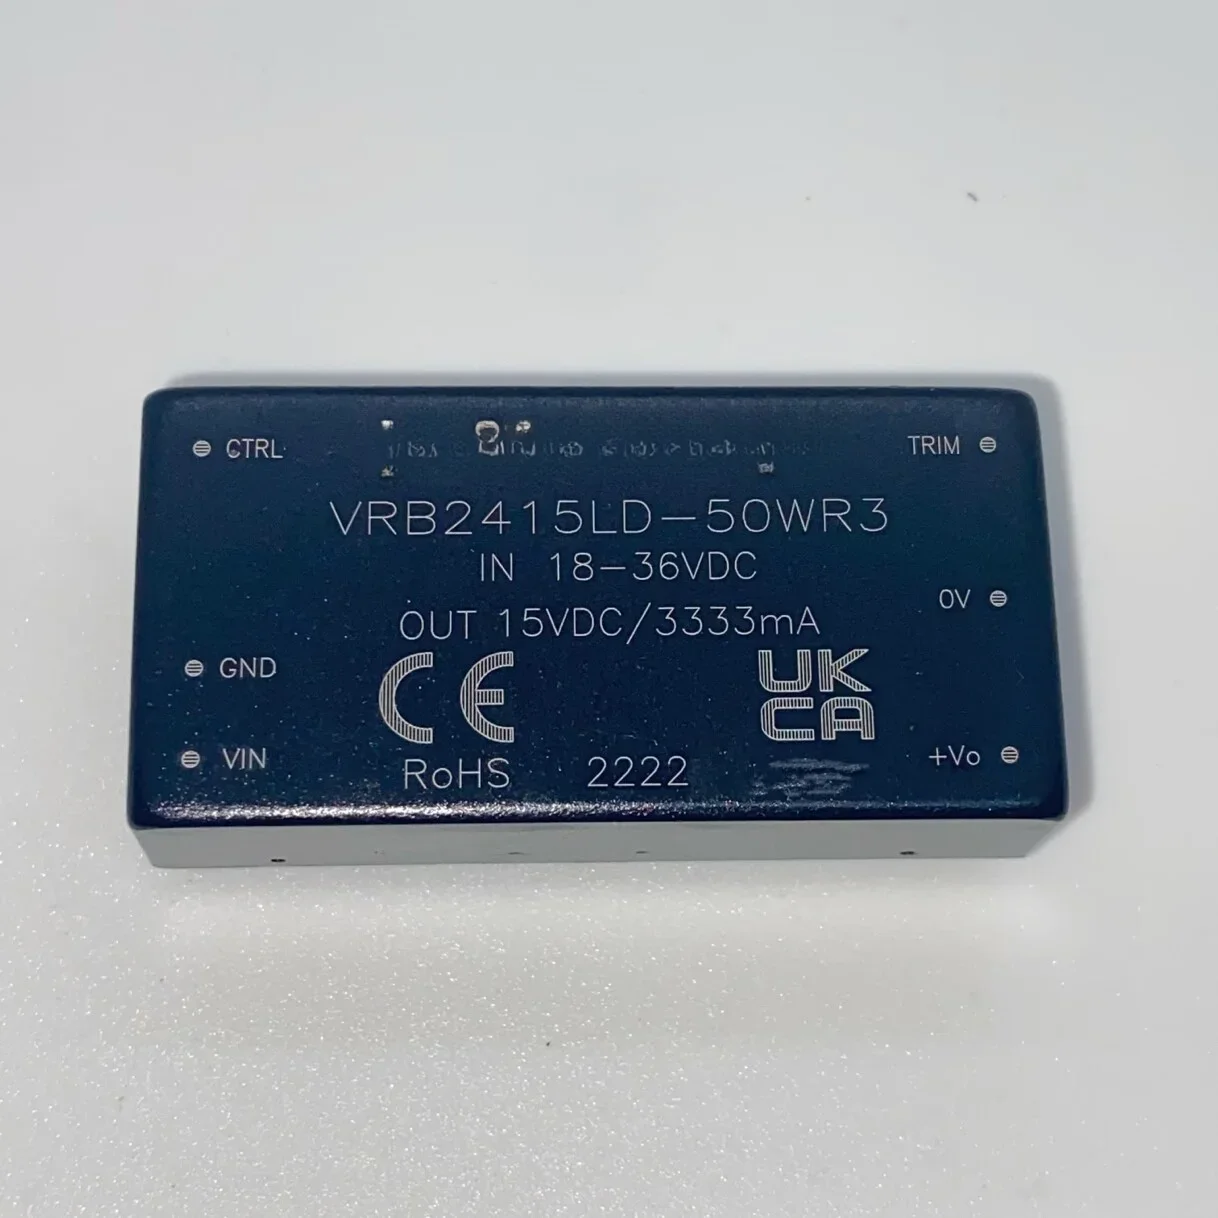 CTRL
TRIM
VRB2415LD-50WR3
IN 18-36VDC
OUT 15VDC/3333mA
0V
GND
CE
UK
CA
VIN
RoHS 2222
+Vo